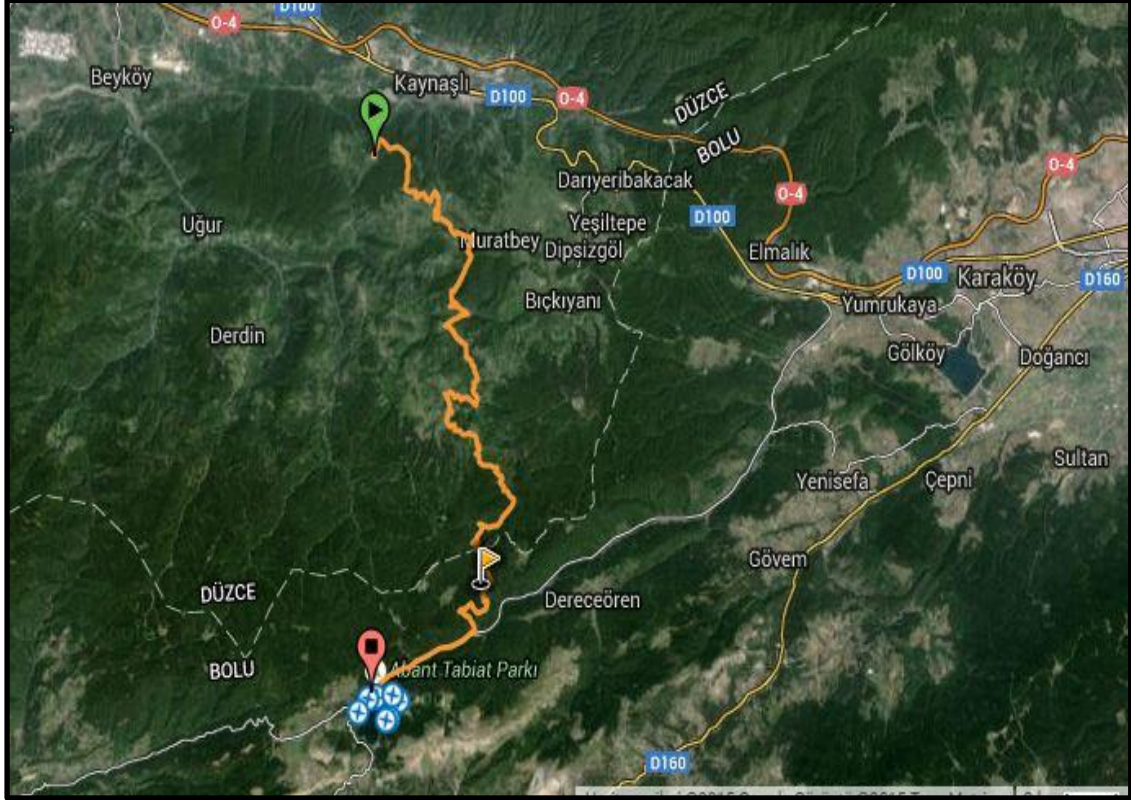 D100
O-4
Beyköy
Kaynaşlı
D100
O-4
DÜZCE
BOLU
O-4
Darıyeribakacak
O-4
Uğur
Yeşiltepe
D100
Muratbey
Dipsizgöl
Elmalık
D100
Karaköy
D160
Bıçkıyanı
Yumrukaya
Derdin
Gölköy
Doğancı
Sultan
Yenisefa
Çepni
Gövem
DÜZCE
Dereceören
BOLU
Abant Tabiat Parkı
D160